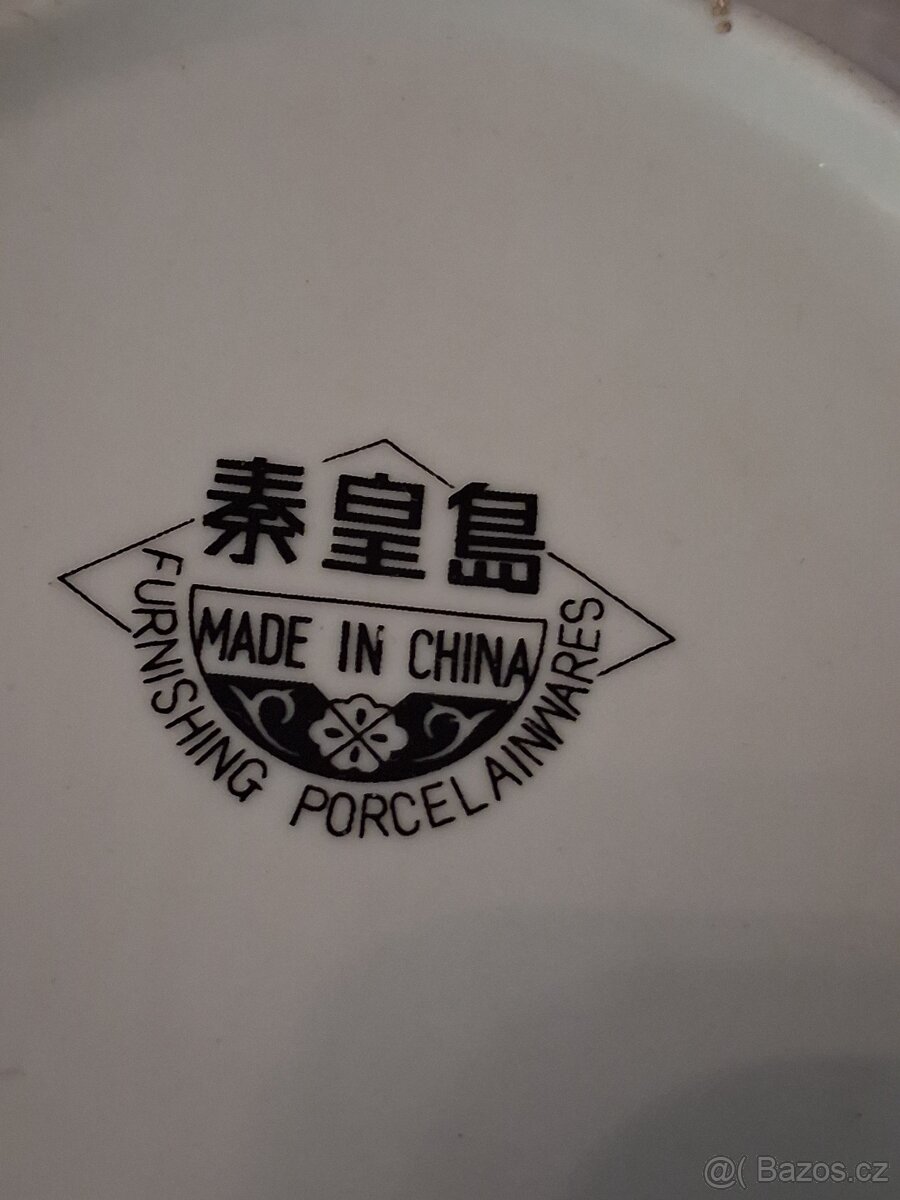 秦皇島
MADE IN CHINA
FURNISHING PORCELAINWARES
@( Bazos.cz